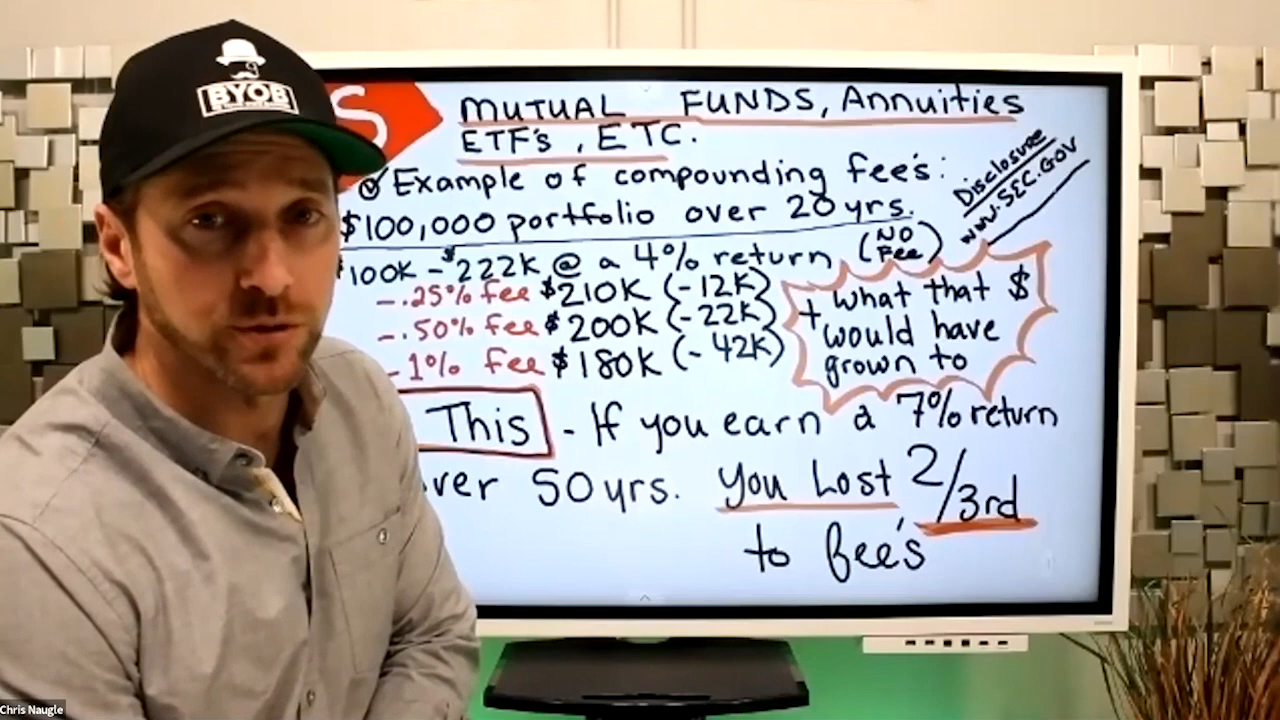 BYOB
S
MUTUAL FUNDS, Annuities
ETF's, ETC.
Disclosure
www.SEC.GOV
Example of compounding fee's:
$100,000 portfolio over 20 yrs.
$100K - $222K @ a 4% return (NO Fee)
- .25% fee $210K (-12K)
- .50% fee $200K (-22K)
- 1% fee $180K (-42K)
+ what that $
would have
grown to
This - If you earn a 7% return
ver 50 yrs. you Lost 2/3rd
to fee's
Chris Naugle